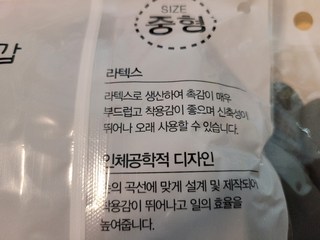 SIZE
중형
갑
라텍스
라텍스로 생산하여 촉감이 매우
부드럽고 착용감이 좋으며 신축성이
뛰어나 오래 사용할 수 있습니다.
인체공학적 디자인
의 곡선에 맞게 설계 및 제작되어
착용감이 뛰어나고 일의 효율을
높여줍니다.